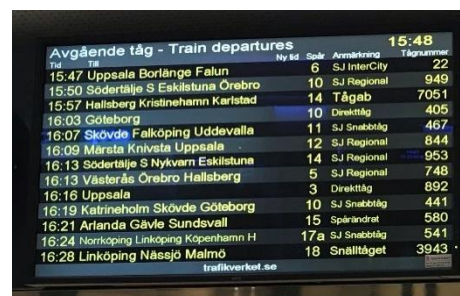 Avgående tåg - Train departures 15:48
Tid Till Ny tid Spår Anmärkning Tågnummer
15:47 Uppsala Borlänge Falun 6 SJ InterCity 22
15:50 Södertälje S Eskilstuna Örebro 10 SJ Regional 949
15:57 Hallsberg Kristinehamn Karlstad 14 Tågab 7051
16:03 Göteborg 10 Direkttåg 405
16:07 Skövde Falköping Uddevalla 11 SJ Snabbtåg 467
16:09 Märsta Knivsta Uppsala 12 SJ Regional 844
16:13 Södertälje S Nykvarn Eskilstuna 14 SJ Regional 953
16:13 Västerås Örebro Hallsberg 5 SJ Regional 748
16:16 Uppsala 3 Direkttåg 892
16:19 Katrineholm Skövde Göteborg 10 SJ Snabbtåg 441
16:21 Arlanda Gävle Sundsvall 15 Spårändrat 580
16:24 Norrköping Linköping Köpenhamn H 17a SJ Snabbtåg 541
16:28 Linköping Nässjö Malmö 18 Snälltåget 3943
trafikverket.se